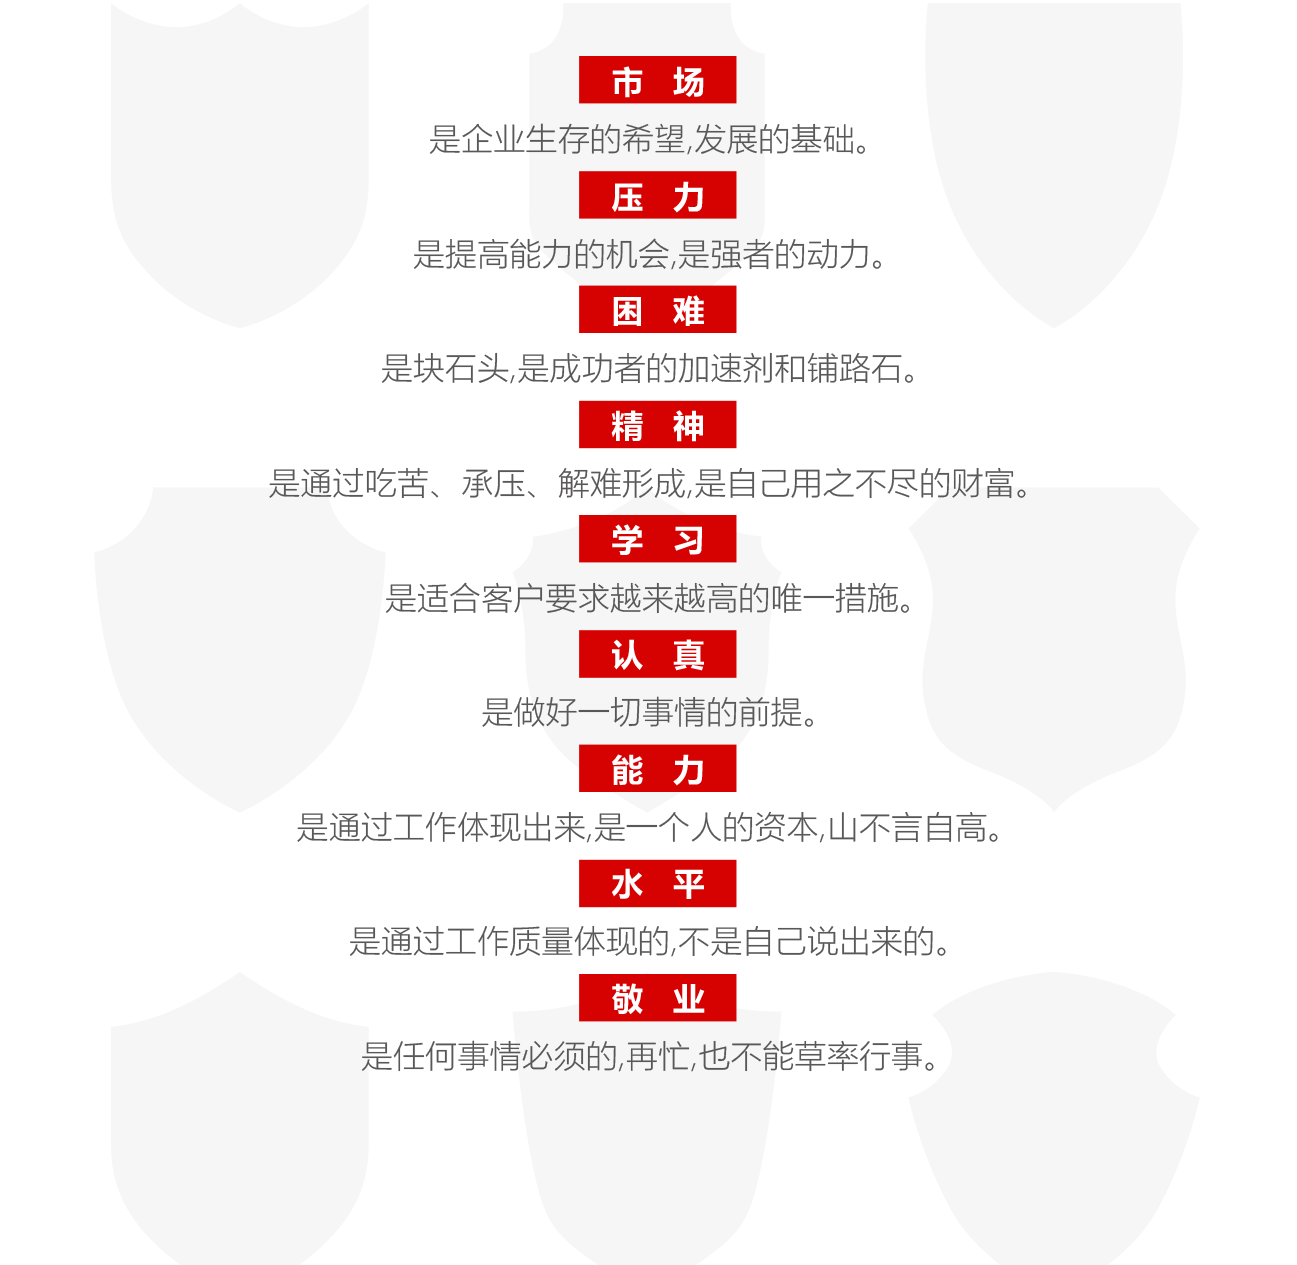 市 场
是企业生存的希望,发展的基础。
压 力
是提高能力的机会,是强者的动力。
困 难
是块石头,是成功者的加速剂和铺路石。
精 神
是通过吃苦、承压、解难形成,是自己用之不尽的财富。
学 习
是适合客户要求越来越高的唯一措施。
认 真
是做好一切事情的前提。
能 力
是通过工作体现出来,是一个人的资本,山不言自高。
水 平
是通过工作质量体现的,不是自己说出来的。
敬 业
是任何事情必须的,再忙,也不能草率行事。